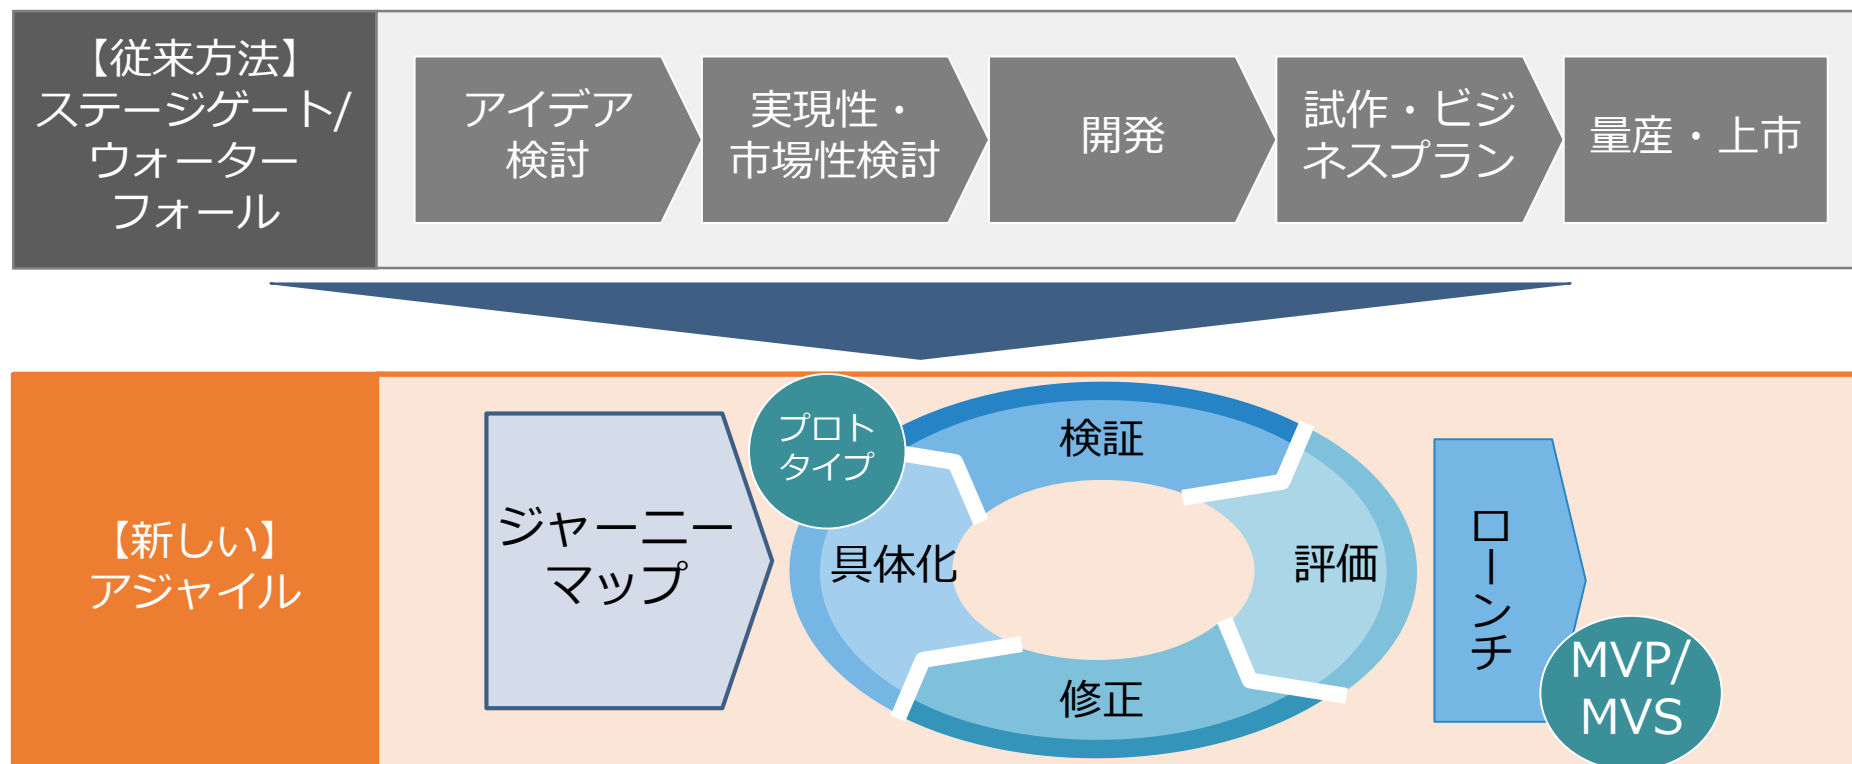 【従来方法】
ステージゲート/
ウォーター
フォール
アイデア
検討
実現性・
市場性検討
開発
試作・ビジ
ネスプラン
量産・上市
【新しい】
アジャイル
ジャーニー
マップ
プロト
タイプ
検証
具体化
評価
修正
ローンチ
MVP/
MVS